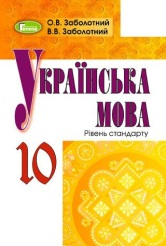 О.В. Заболотний
В.В. Заболотний
Українська
мова
Рівень стандарту
10